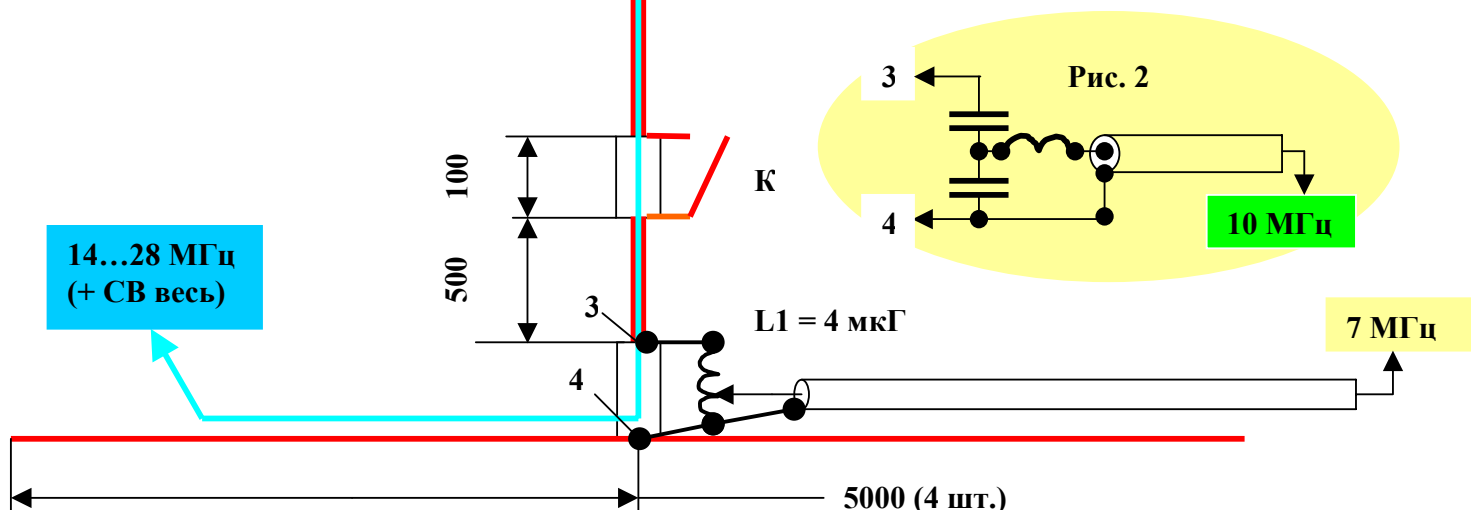 3
Рис. 2
100
К
4
10 МГц
14…28 МГц
(+ СВ весь)
500
3
L1 = 4 мкГ
7 МГц
4
5000 (4 шт.)